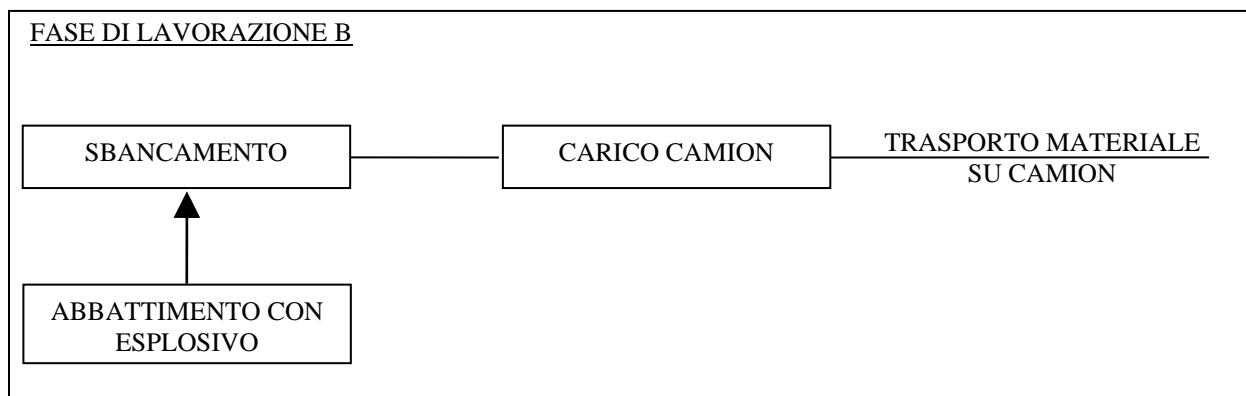 FASE DI LAVORAZIONE B
SBANCAMENTO
CARICO CAMION
TRASPORTO MATERIALE
SU CAMION
ABBATTIMENTO CON
ESPLOSIVO